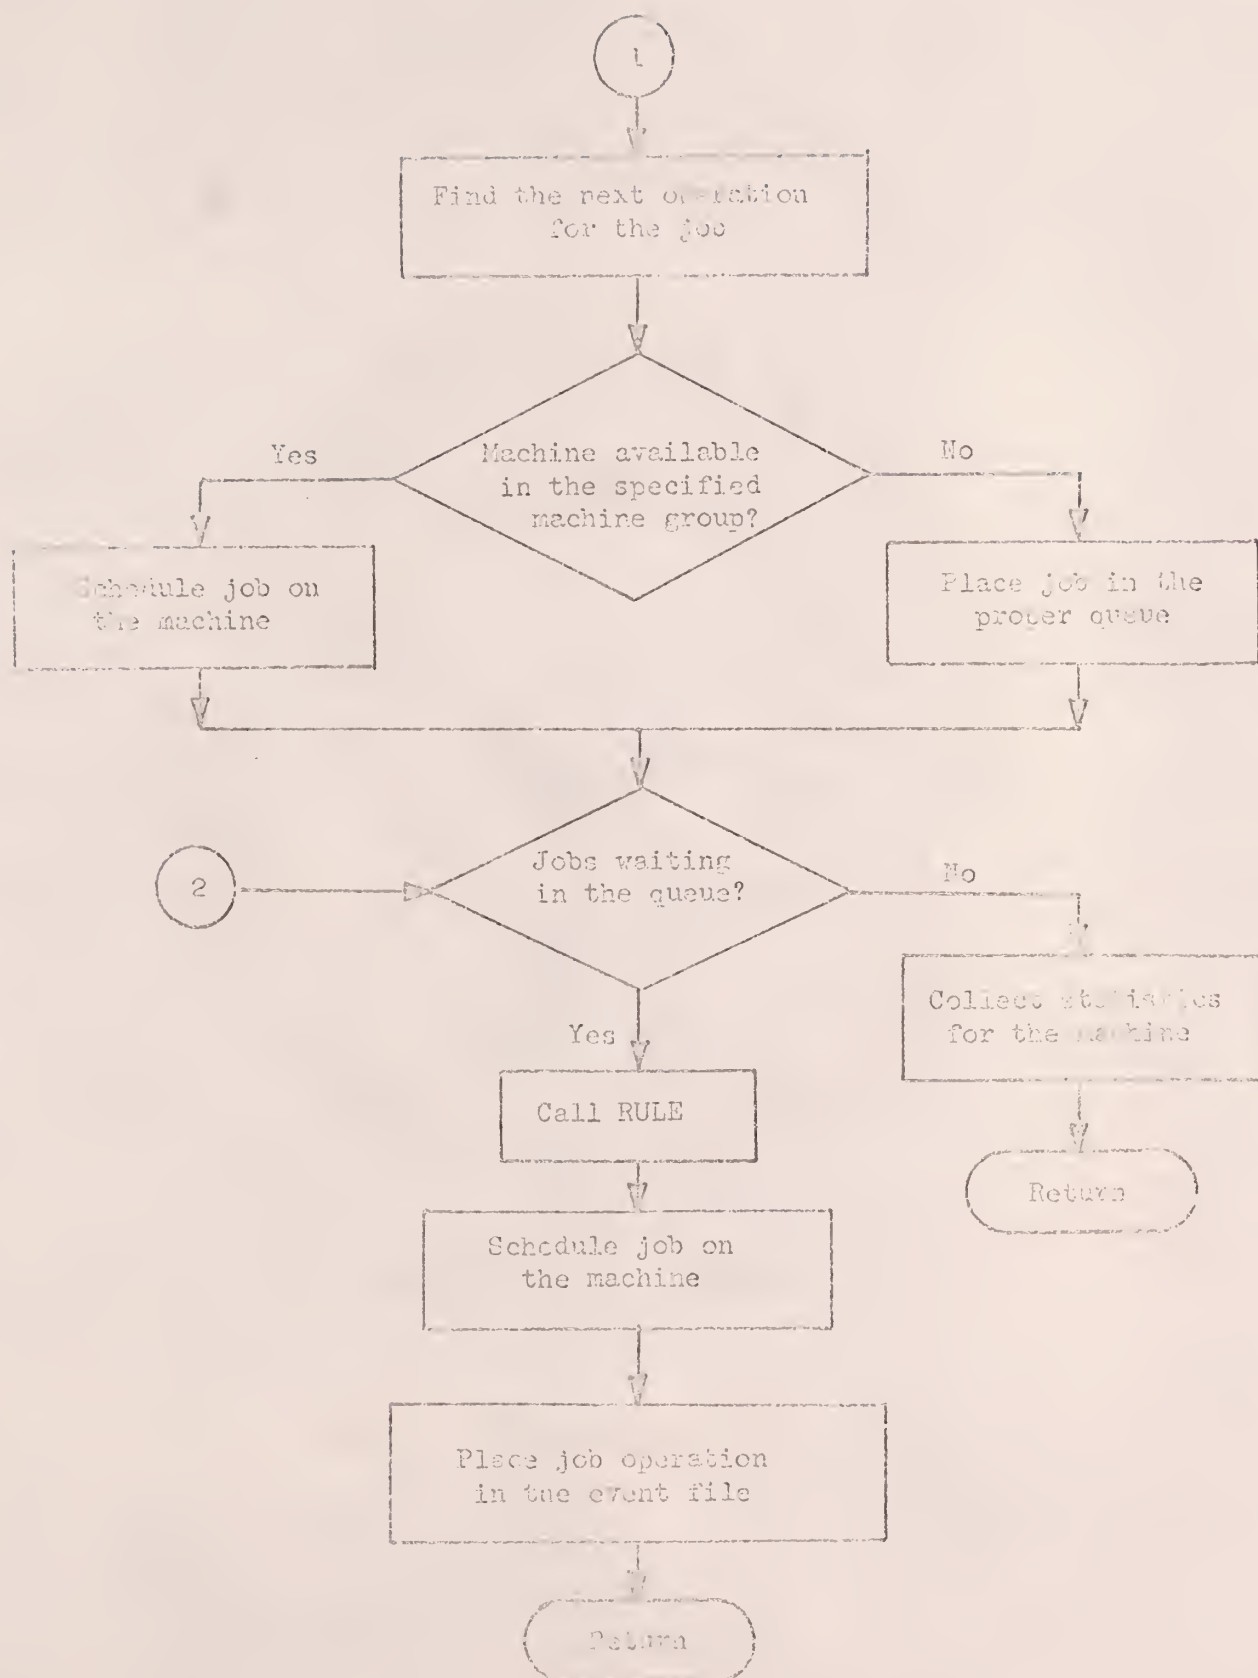 1
Find the next operation
for the job
Yes
Machine available
in the specified
machine group?
No
Schedule job on
the machine
Place job in the
proper queue
2
Jobs waiting
in the queue?
No
Collect statistics
for the machine
Yes
Call RULE
Return
Schedule job on
the machine
Place job operation
in the event file
Return